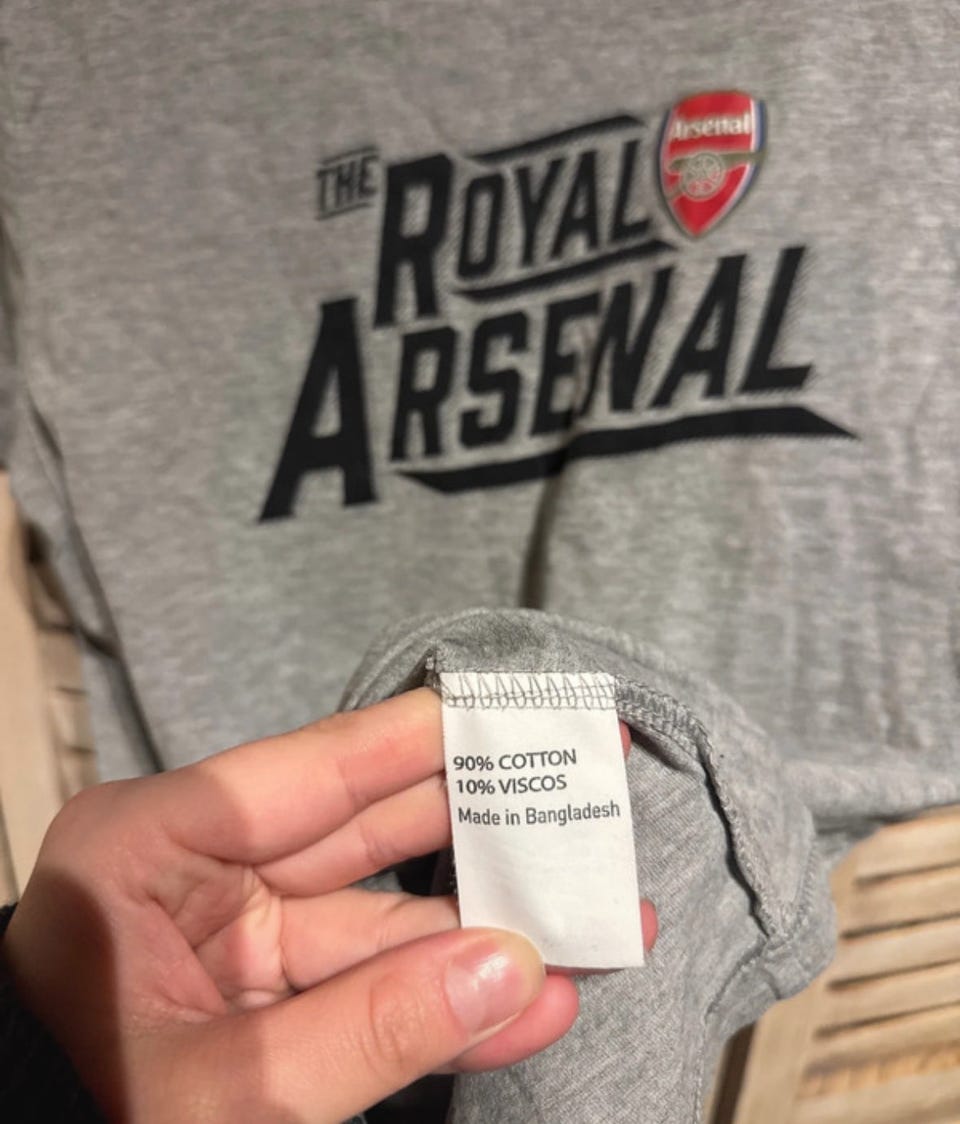 THE
ROYAL
Arsenal
ARSENAL
90% COTTON
10% VISCOS
Made in Bangladesh